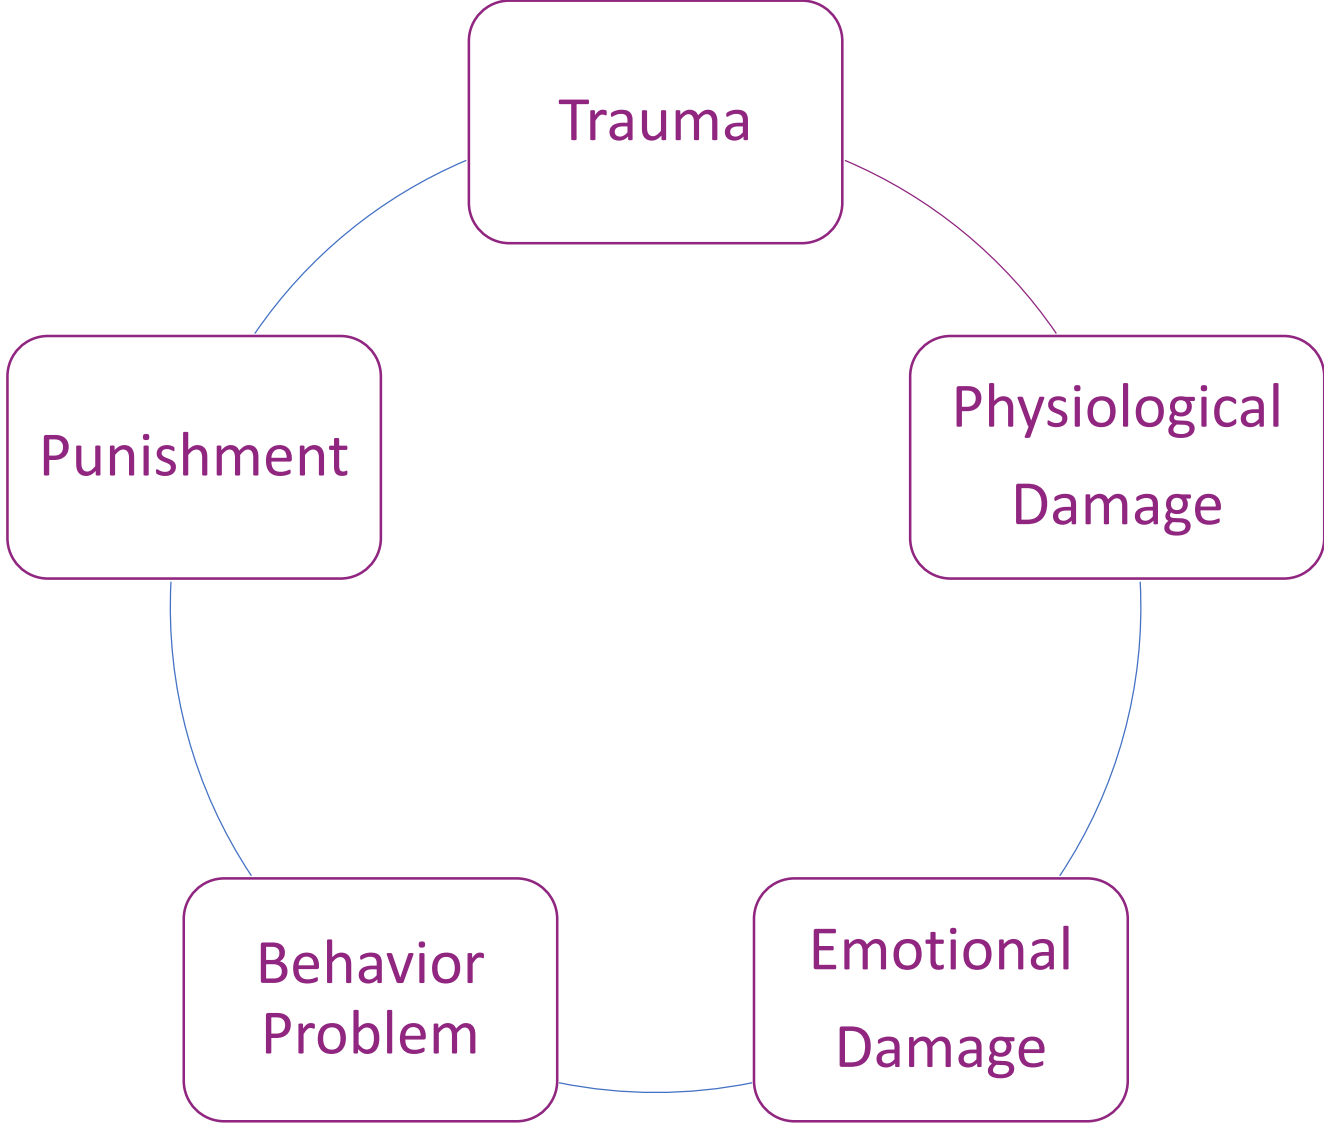 Trauma
Physiological
Damage
Emotional
Damage
Behavior
Problem
Punishment